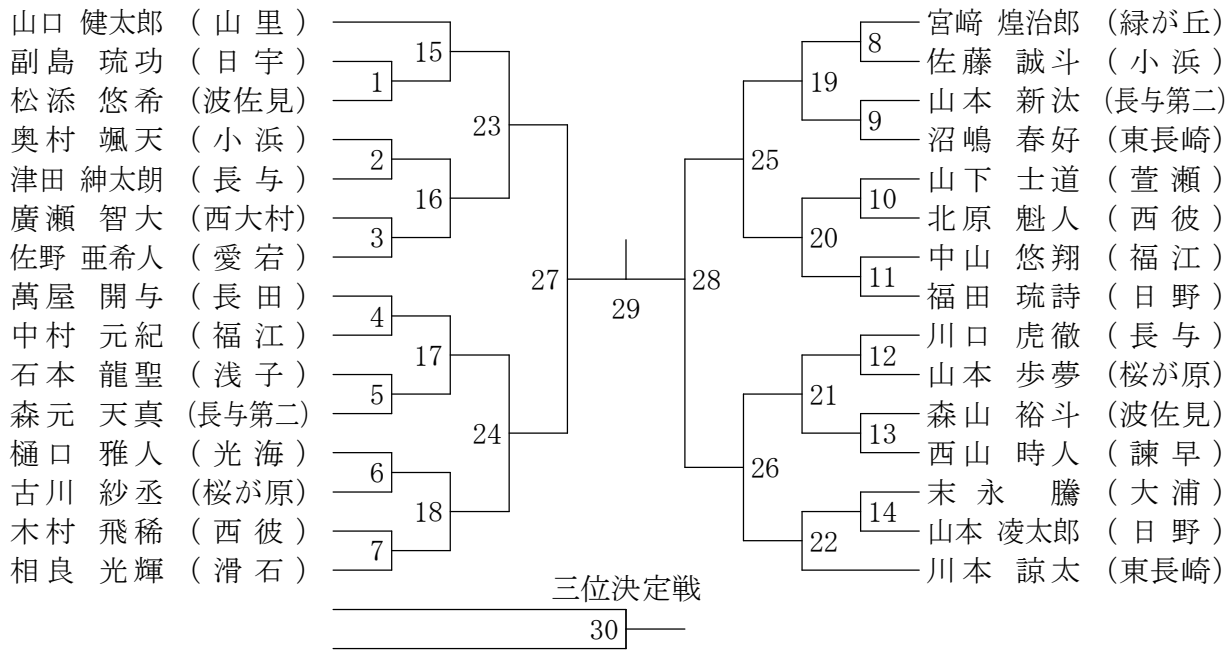 山口 健太郎 ( 山 里 )
副島 琉功 ( 日 宇 )
松添 悠希 (波佐見)
奥村 颯天 ( 小 浜 )
津田 紳太朗 ( 長 与 )
廣瀬 智大 (西大村)
佐野 亜希人 ( 愛 宕 )
萬屋 開与 ( 長 田 )
中村 元紀 ( 福 江 )
石本 龍聖 ( 浅 子 )
森元 天真 (長与第二)
樋口 雅人 ( 光 海 )
古川 紗丞 (桜が原)
木村 飛稀 ( 西 彼 )
相良 光輝 ( 滑 石 )
15
1
2
16
3
23
4
17
5
6
18
7
24
27
29
28
25
19
8
9
20
10
11
26
21
12
13
22
14
宮﨑 煌治郎 (緑が丘)
佐藤 誠斗 ( 小 浜 )
山本 新汰 (長与第二)
沼嶋 春好 (東長崎)
山下 士道 ( 萱 瀬 )
北原 魁人 ( 西 彼 )
中山 悠翔 ( 福 江 )
福田 琉詩 ( 日 野 )
川口 虎徹 ( 長 与 )
山本 歩夢 (桜が原)
森山 裕斗 (波佐見)
西山 時人 ( 諫 早 )
末永 騰 ( 大 浦 )
山本 凌太郎 ( 日 野 )
川本 諒太 (東長崎)
三位決定戦
30